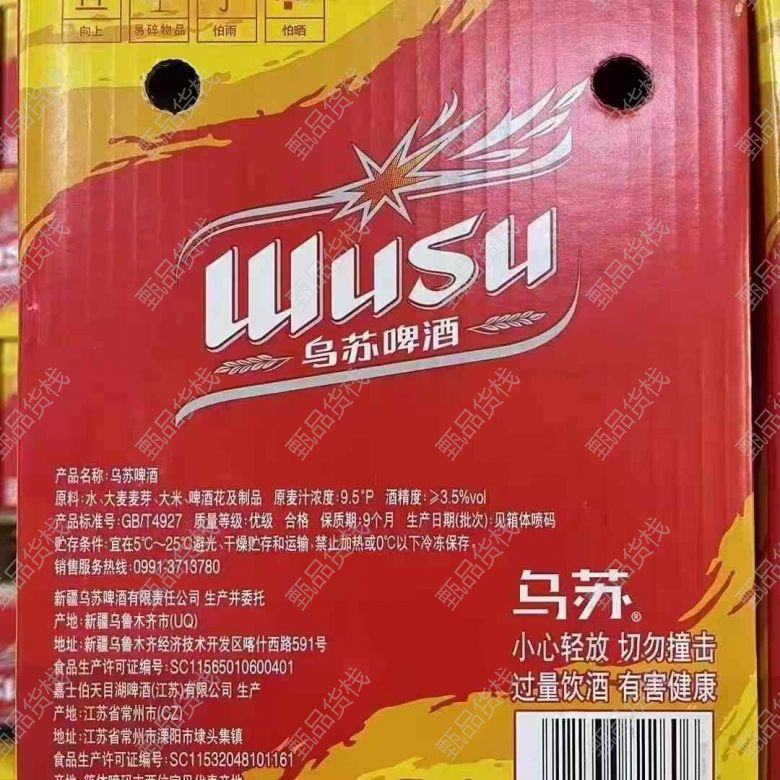 向上 易碎物品 怕雨 怕晒
wusu
乌苏啤酒
产品名称:乌苏啤酒
原料:水、大麦麦芽、大米、啤酒花及制品 原麦汁浓度:9.5°P 酒精度:≥3.5%vol
产品标准号:GB/T4927 质量等级:优级 合格 保质期:9个月 生产日期(批次):见箱体喷码
贮存条件:宜在5℃~25℃避光、干燥贮存和运输,禁止加热或0℃以下冷冻保存。
销售服务热线:0991-3713780
新疆乌苏啤酒有限责任公司 生产并委托
产地:新疆乌鲁木齐市(UQ)
地址:新疆乌鲁木齐经济技术开发区喀什西路591号
食品生产许可证编号:SC11565010600401
嘉士伯天目湖啤酒(江苏)有限公司 生产
产地:江苏省常州市(CZ)
地址:江苏省常州市溧阳市埭头集镇
食品生产许可证编号:SC11532048101161
乌苏®
小心轻放 切勿撞击
过量饮酒 有害健康
甄品货栈